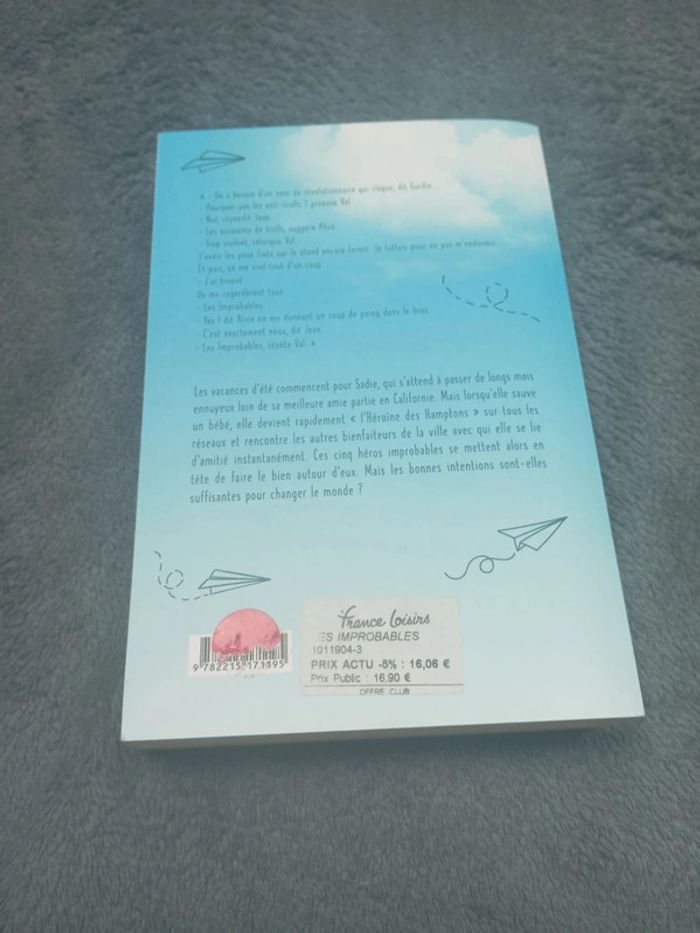 « - On a besoin d'un nom de révolutionnaire qui claque, dit Gordie.
- Pourquoi pas les anti-trolls ? proposa Val.
- Nul, répondit Jean.
- Les assassins de trolls, suggéra Alice.
- Trop violent, rétorqua Val.
J'avais les yeux fixés sur le stand encore fermé. Je luttais pour ne pas m'endormir.
Et puis, ça me vint tout d'un coup.
- J'ai trouvé.
Ils me regardèrent tous.
- Les Improbables.
- Yes ! dit Alice en me donnant un coup de poing dans le bras.
- C'est exactement nous, dit Jean.
- Les Improbables, répéta Val. »
Les vacances d'été commencent pour Sadie, qui s'attend à passer de longs mois
ennuyeux loin de sa meilleure amie partie en Californie. Mais lorsqu'elle sauve
un bébé, elle devient rapidement « l'Héroïne des Hamptons » sur tous les
réseaux et rencontre les autres bienfaiteurs de la ville avec qui elle se lie
d'amitié instantanément. Ces cinq héros improbables se mettent alors en
tête de faire le bien autour d'eux. Mais les bonnes intentions sont-elles
suffisantes pour changer le monde ?
France Loisirs
ES IMPROBABLES
1011904-3
PRIX ACTU -5% : 16,06 €
Prix Public : 16,90 €
OFFRE CLUB
9 782215 171195